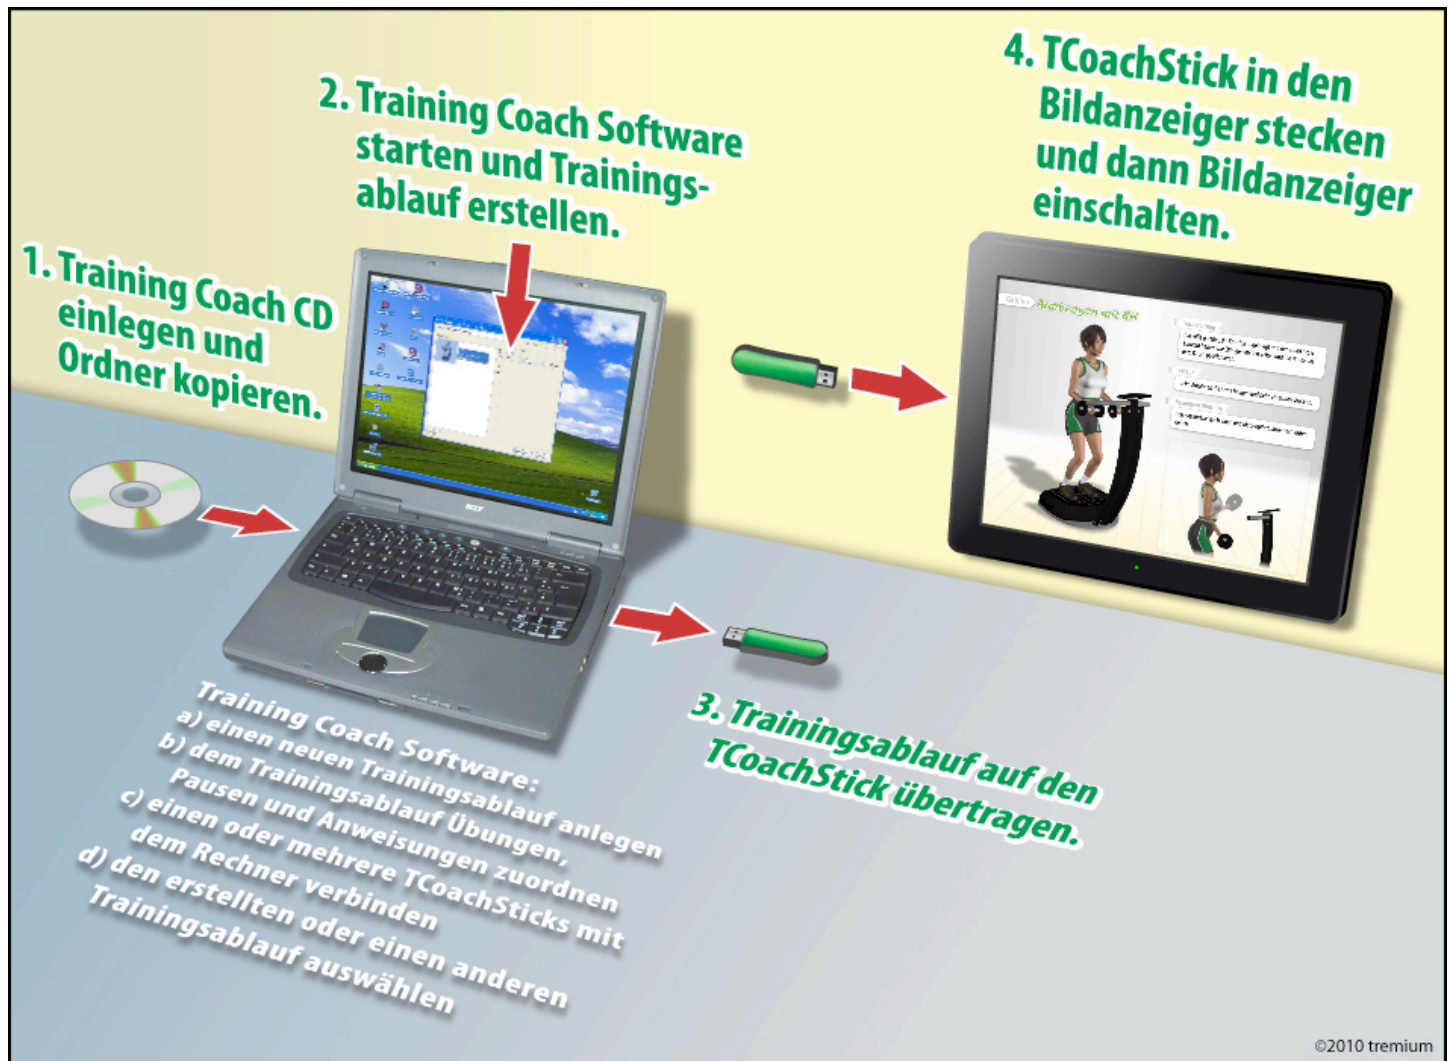 1. Training Coach CD
einlegen und
Ordner kopieren.
2. Training Coach Software
starten und Trainings-
ablauf erstellen.
4. TCoachStick in den
Bildanzeiger stecken
und dann Bildanzeiger
einschalten.
acer
3. Trainingsablauf auf den
TCoachStick übertragen.
Training Coach Software:
a) einen neuen Trainingsablauf anlegen
b) dem Trainingsablauf Übungen,
Pausen und Anweisungen zuordnen
c) einen oder mehrere TCoachSticks mit
dem Rechner verbinden
d) den erstellten oder einen anderen
Trainingsablauf auswählen
©2010 tremium